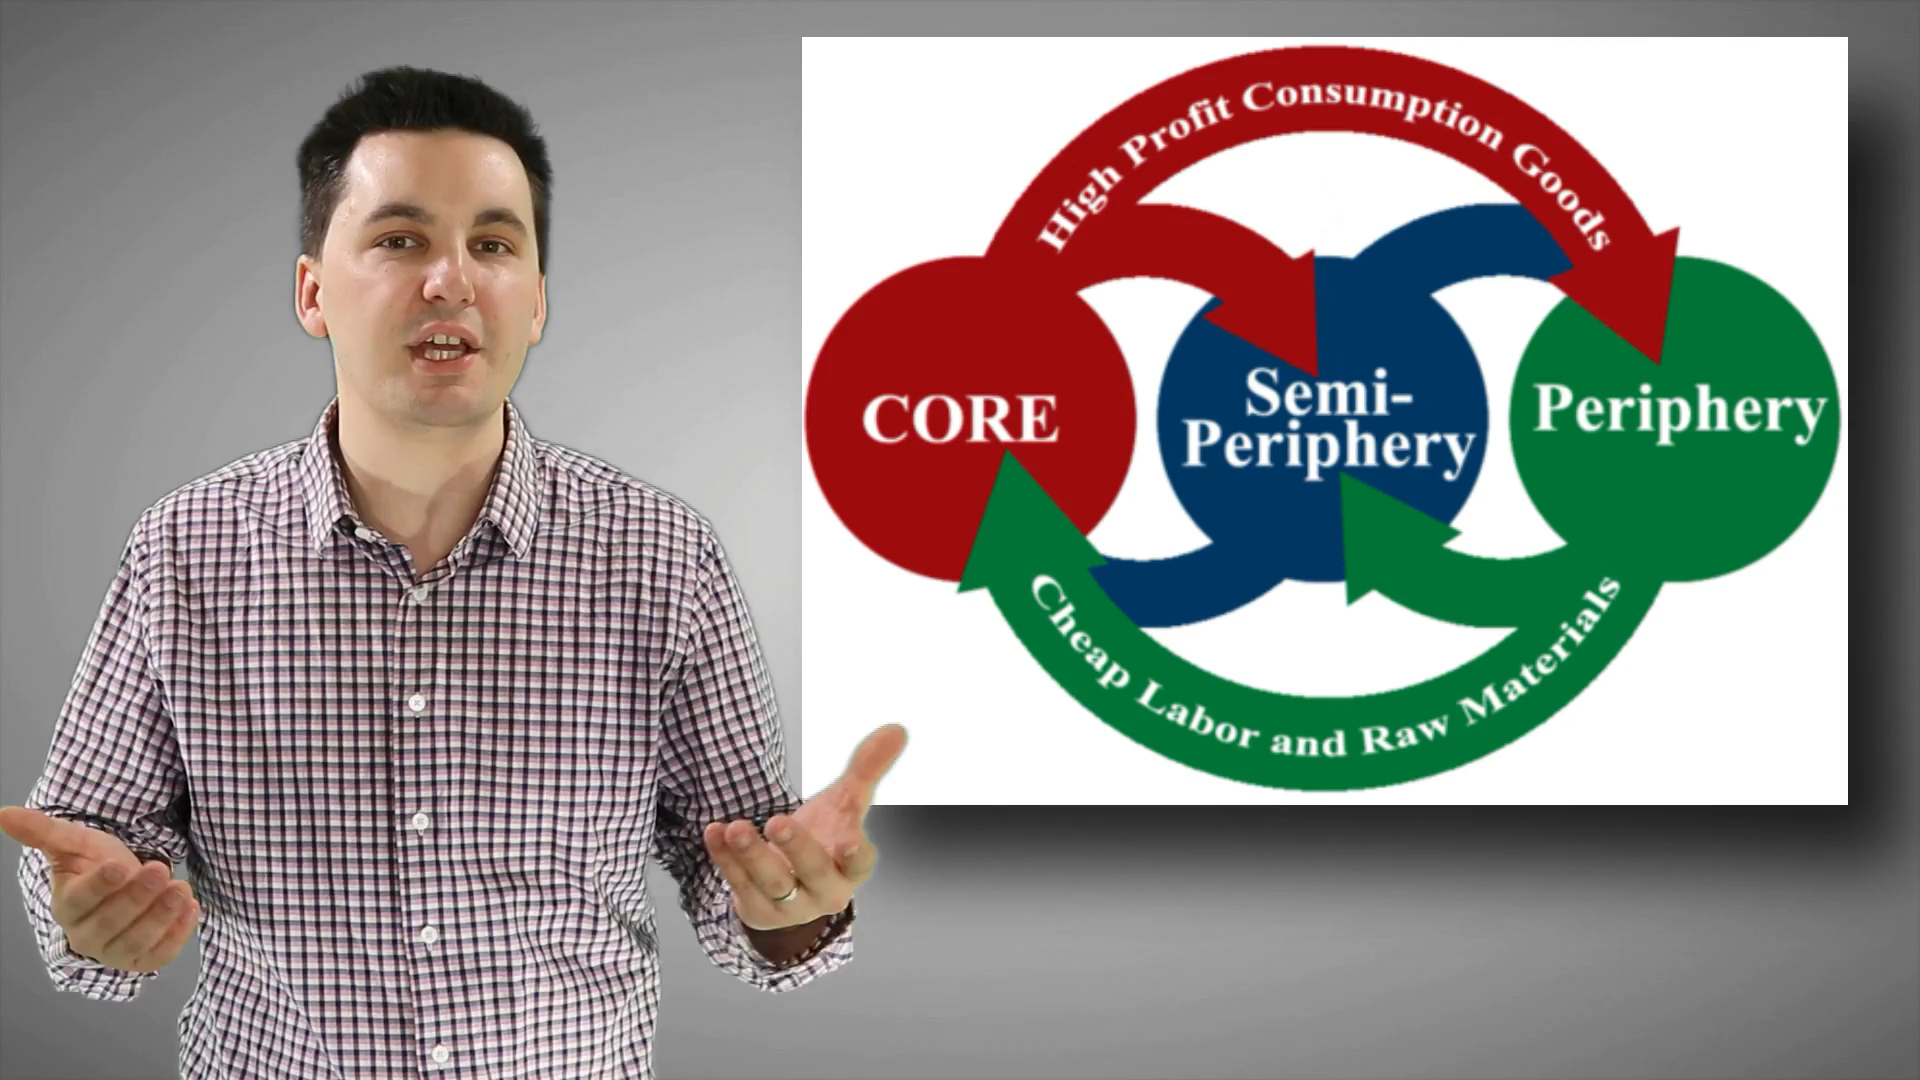 High Profit Consumption Goods
CORE
Semi-
Periphery
Periphery
Cheap Labor and Raw Materials